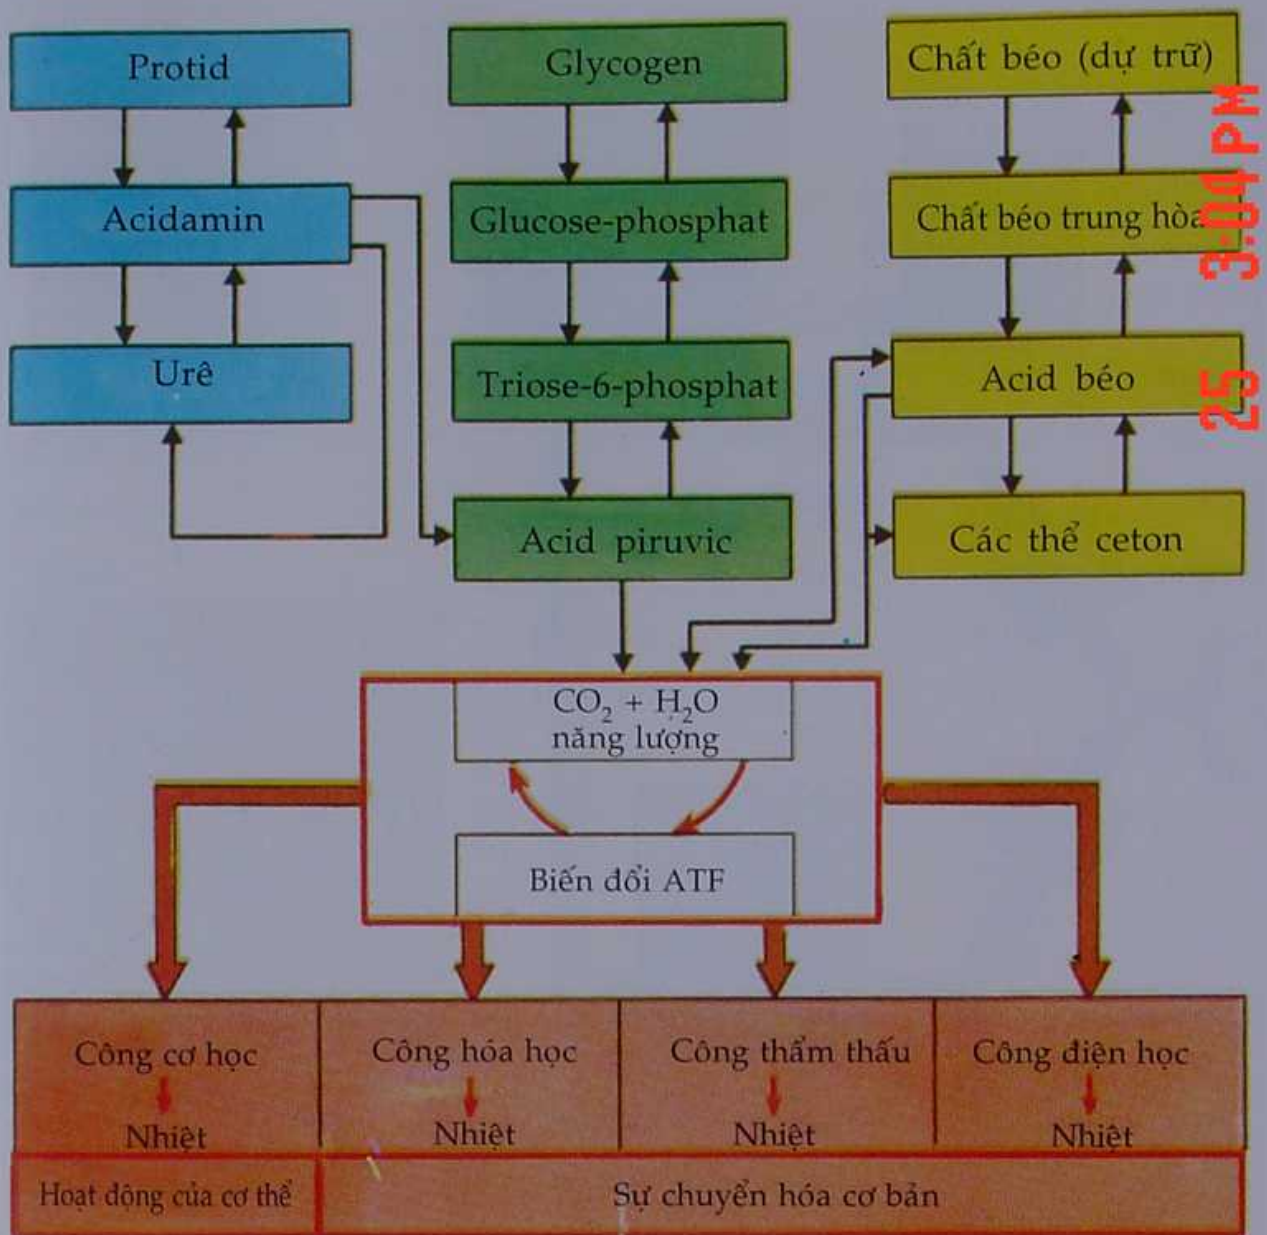 Protid
Glycogen
Chất béo (dự trữ)
Acidamin
Glucose-phosphat
Chất béo trung hòa
Urê
Triose-6-phosphat
Acid béo
Acid piruvic
Các thể ceton
CO₂ + H₂O
năng lượng
Biến đổi ATF
Công cơ học
Công hóa học
Công thẩm thấu
Công điện học
Nhiệt
Nhiệt
Nhiệt
Nhiệt
Hoạt động của cơ thể
Sự chuyển hóa cơ bản
25 3:04 PM